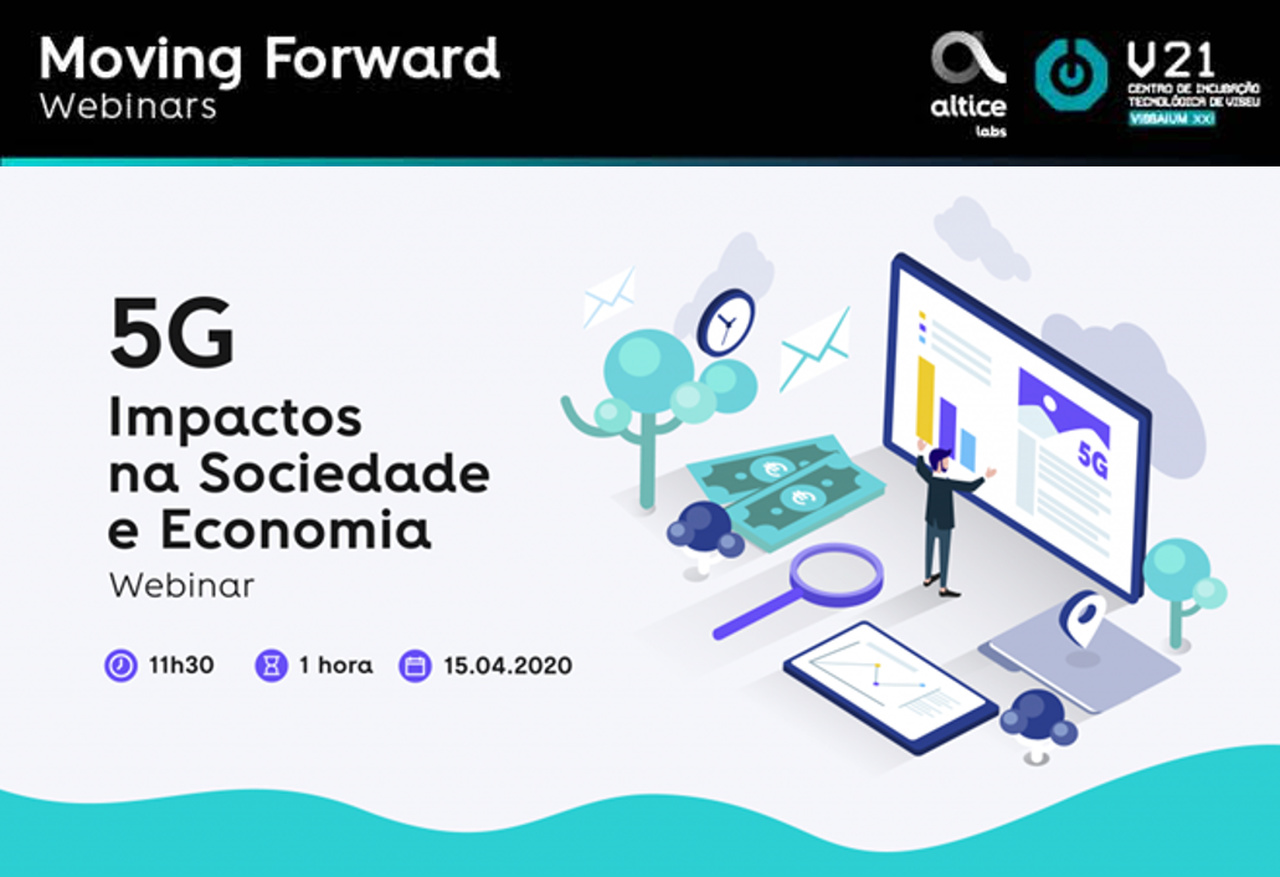 Moving Forward
Webinars
altice
labs
V21
CENTRO DE INCUBAÇÃO
TECNOLÓGICA DE VISEU
VISSAIUM XXI
5G
Impactos
na Sociedade
e Economia
Webinar
11h30
1 hora
15.04.2020
5G